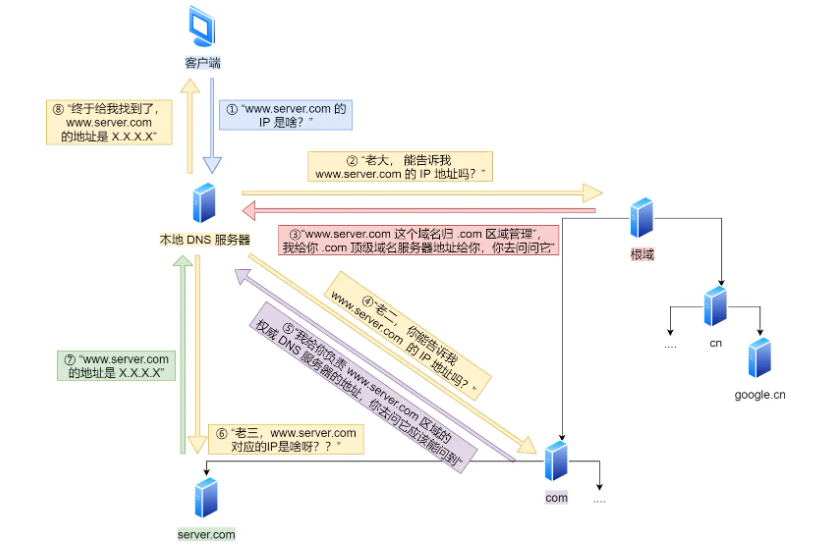 客户端
⑧ “终于给我找到了，
www.server.com
的地址是 X.X.X.X”
① “www.server.com 的
IP 是啥？”
② “老大， 能告诉我
www.server.com 的 IP 地址吗？”
本地 DNS 服务器
③“www.server.com 这个域名归 .com 区域管理”，
我给你 .com 顶级域名服务器地址给你，你去问问它”
根域
④“老二， 你能告诉我
www.server.com 的 IP 地址吗？”
⑤“我给你负责 www.server.com 区域的
权威 DNS 服务器的地址，你去问它应该能问到”
....
cn
google.cn
⑦ “www.server.com
的地址是 X.X.X.X”
⑥ “老三，www.server.com
对应的IP是啥呀？？”
com
....
server.com